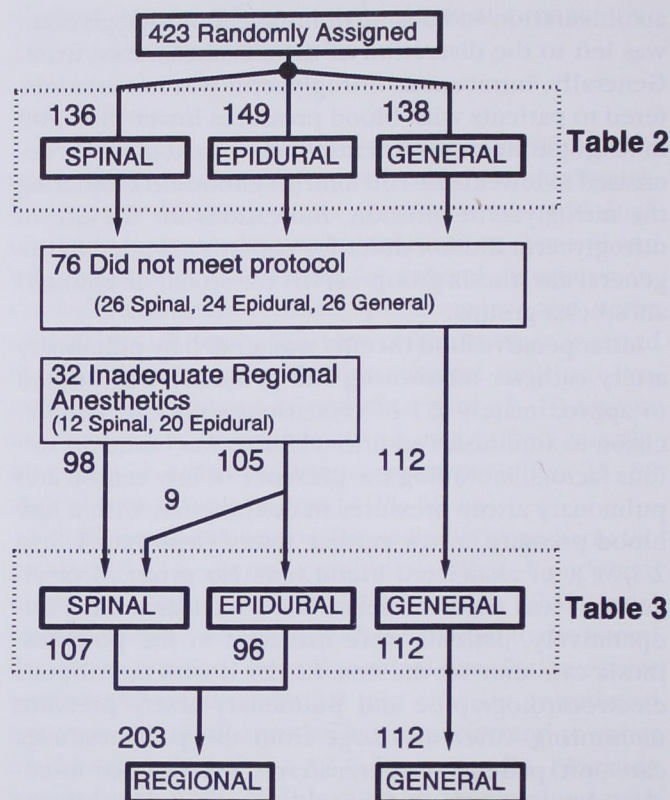 423 Randomly Assigned
136 149 138
SPINAL EPIDURAL GENERAL
Table 2
76 Did not meet protocol
(26 Spinal, 24 Epidural, 26 General)
32 Inadequate Regional
Anesthetics
(12 Spinal, 20 Epidural)
98 105 112
9
SPINAL EPIDURAL GENERAL
Table 3
107 96 112
203 112
REGIONAL GENERAL